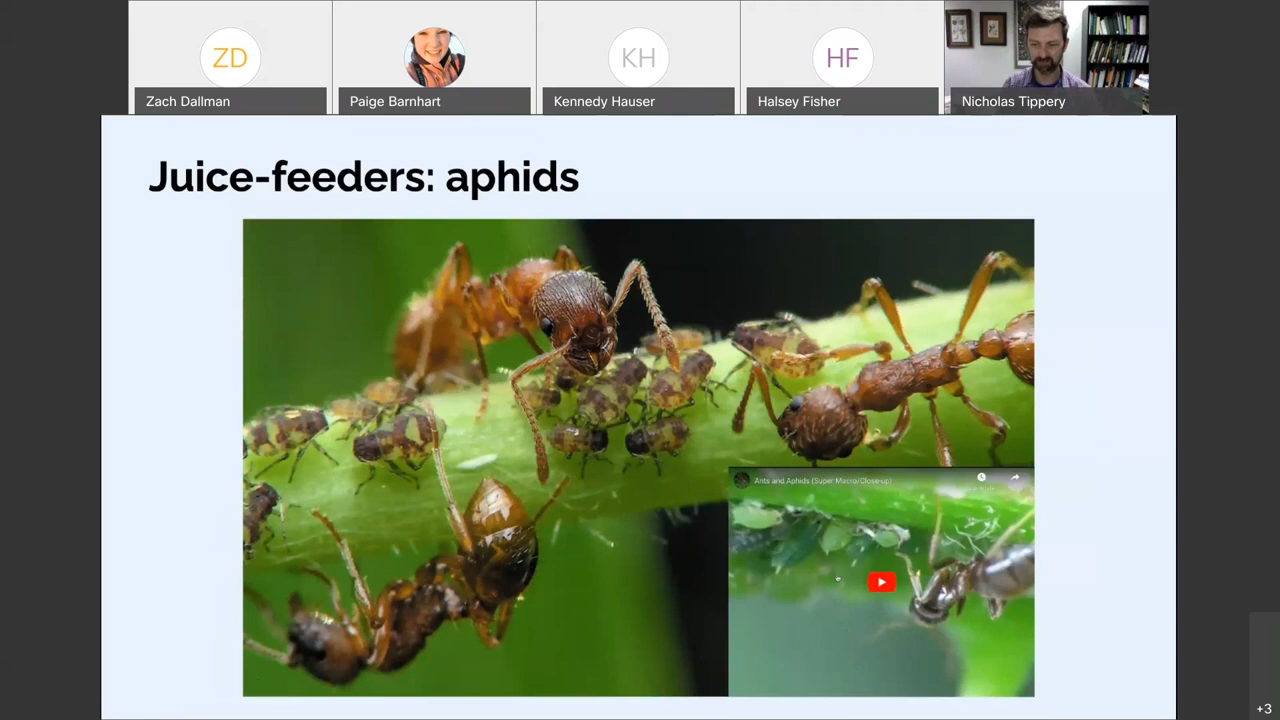 ZD
Zach Dallman
Paige Barnhart
KH
Kennedy Hauser
HF
Halsey Fisher
Nicholas Tippery
Juice-feeders: aphids
Ants and Aphids (Super Macro/Close-up)
+3